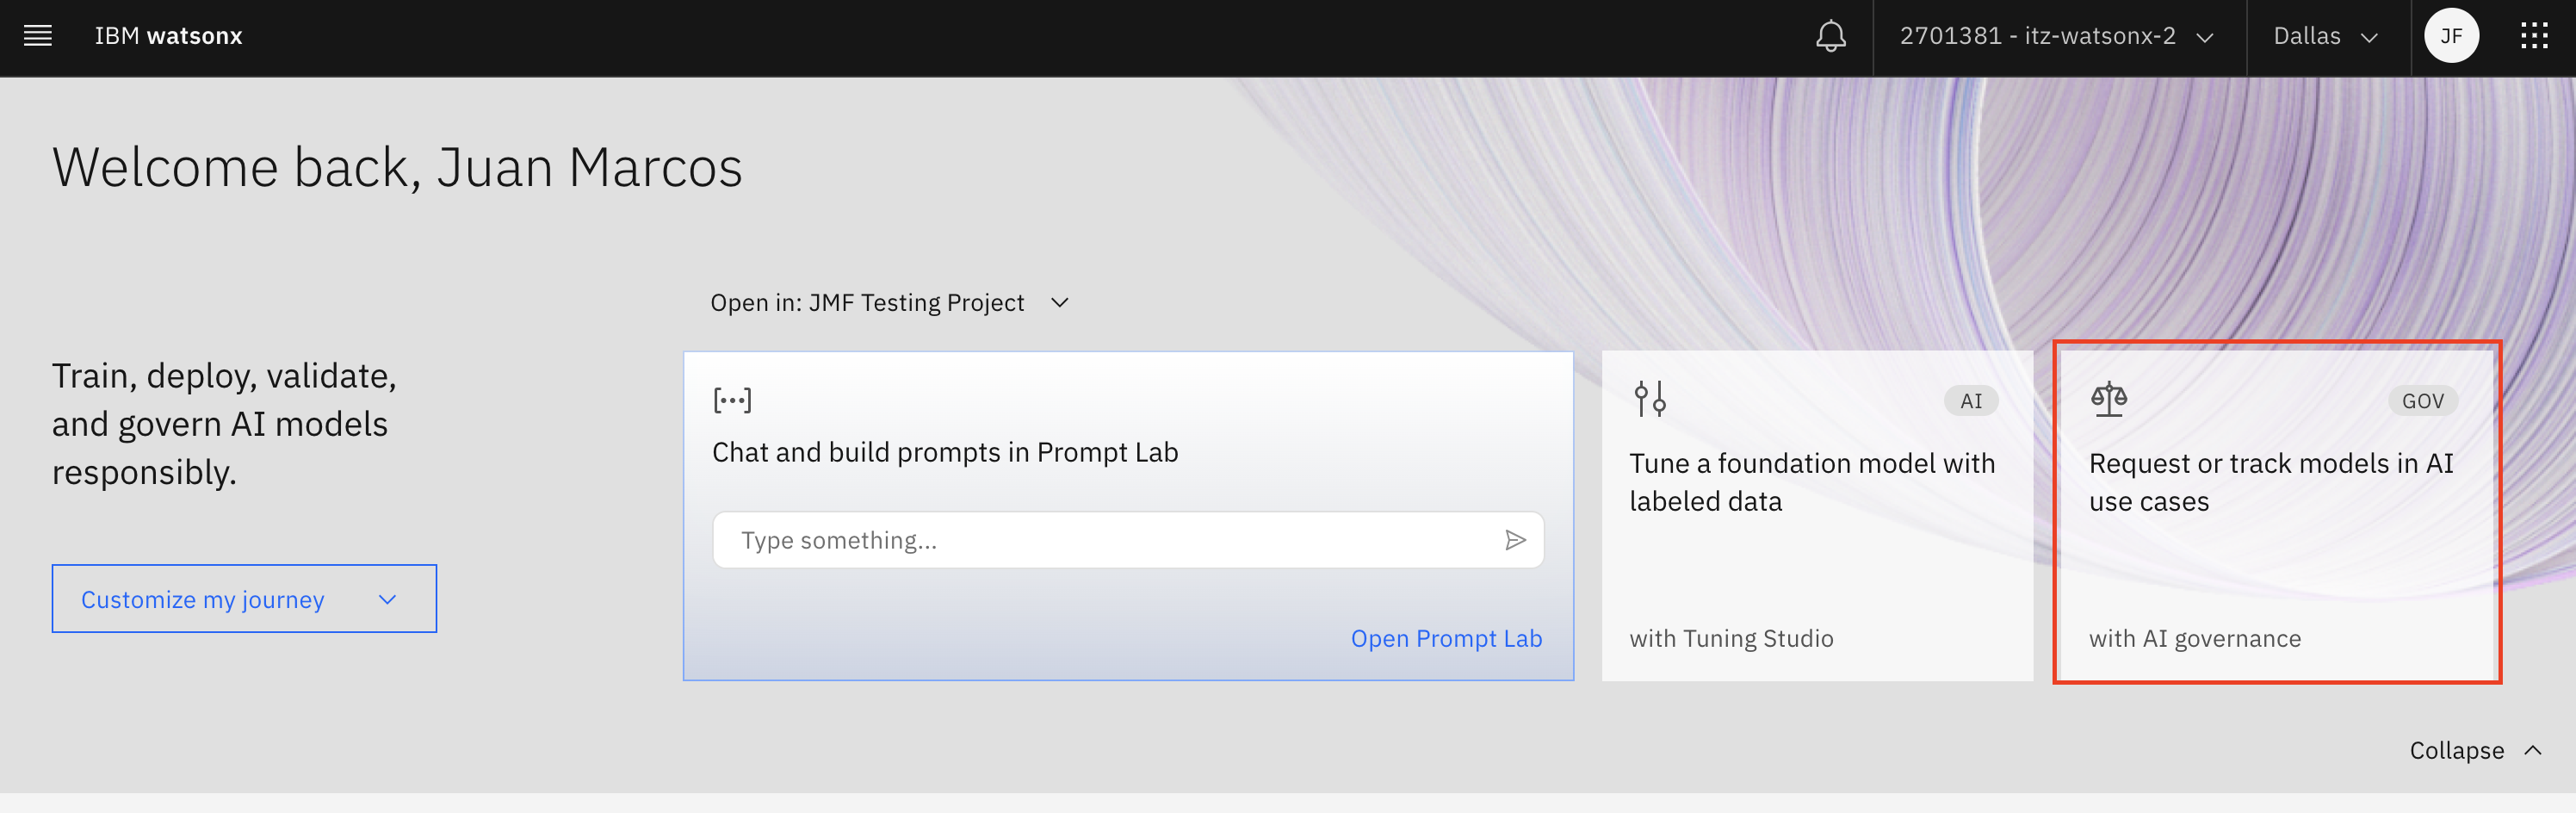 IBM watsonx
2701381 - itz-watsonx-2
Dallas
JF
Welcome back, Juan Marcos
Open in: JMF Testing Project
Train, deploy, validate,
and govern AI models
responsibly.
Customize my journey
Chat and build prompts in Prompt Lab
Type something...
Open Prompt Lab
AI
Tune a foundation model with
labeled data
with Tuning Studio
GOV
Request or track models in AI
use cases
with AI governance
Collapse